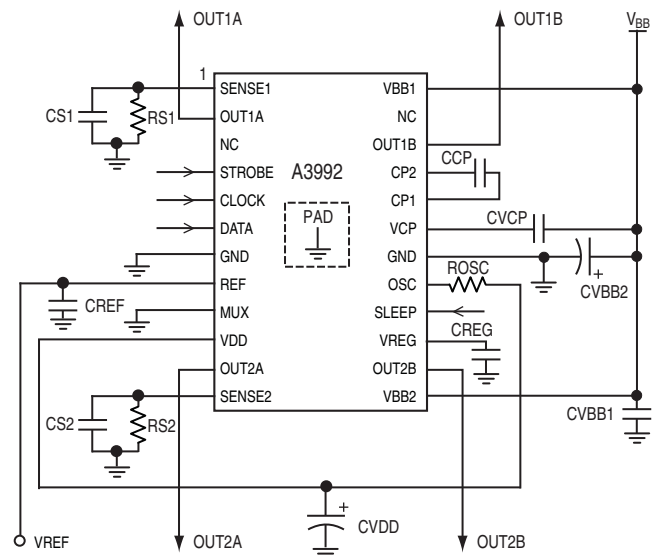 OUT1A
OUT1B
VBB
1
SENSE1
VBB1
CS1
RS1
OUT1A
NC
NC
OUT1B
CCP
STROBE
A3992
CP2
CLOCK
CP1
DATA
PAD
VCP
CVCP
GND
GND
ROSC
REF
OSC
CVBB2
+
CREF
MUX
SLEEP
CREG
VDD
VREG
OUT2A
OUT2B
SENSE2
VBB2
CVBB1
CS2
RS2
+
CVDD
VREF
OUT2A
OUT2B